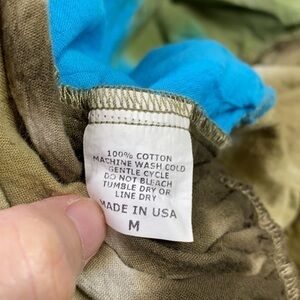 100% COTTON
MACHINE WASH COLD
GENTLE CYCLE
DO NOT BLEACH
TUMBLE DRY OR
LINE DRY
MADE IN USA
M